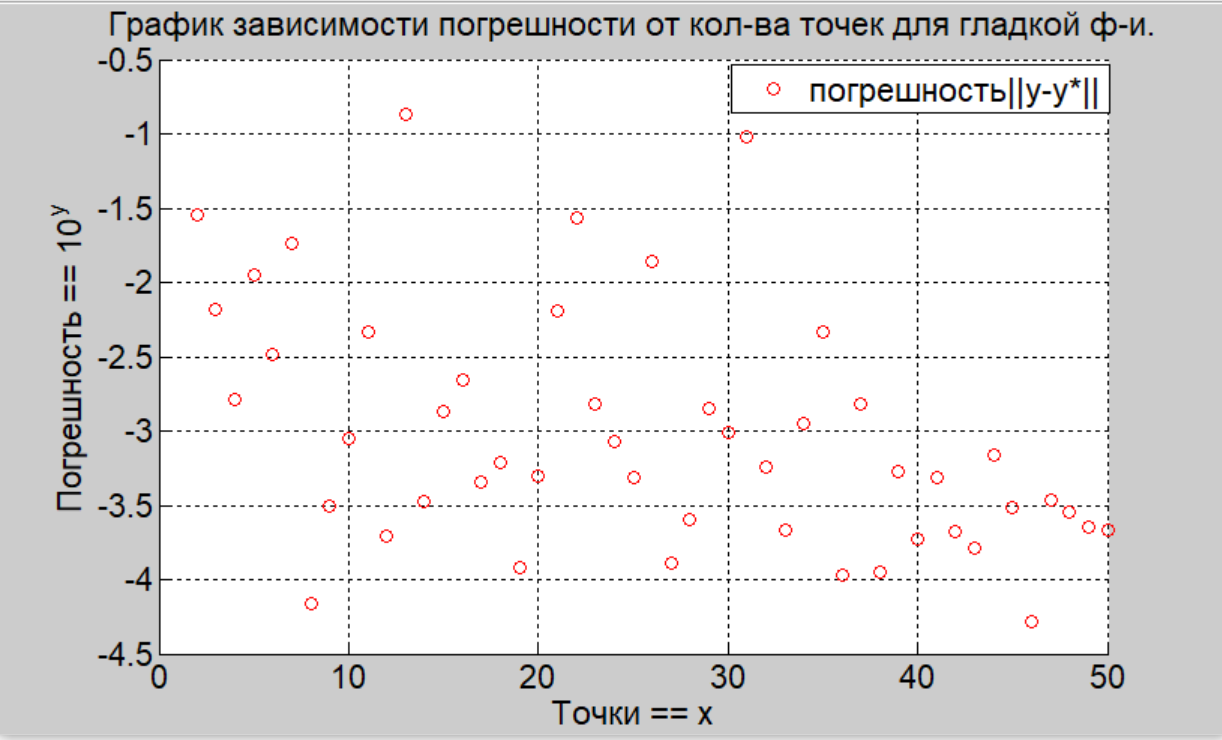 График зависимости погрешности от кол-ва точек для гладкой ф-и.
погрешность||y-y*||
Погрешность == 10^y
-0.5
-1
-1.5
-2
-2.5
-3
-3.5
-4
-4.5
0 10 20 30 40 50
Точки == x